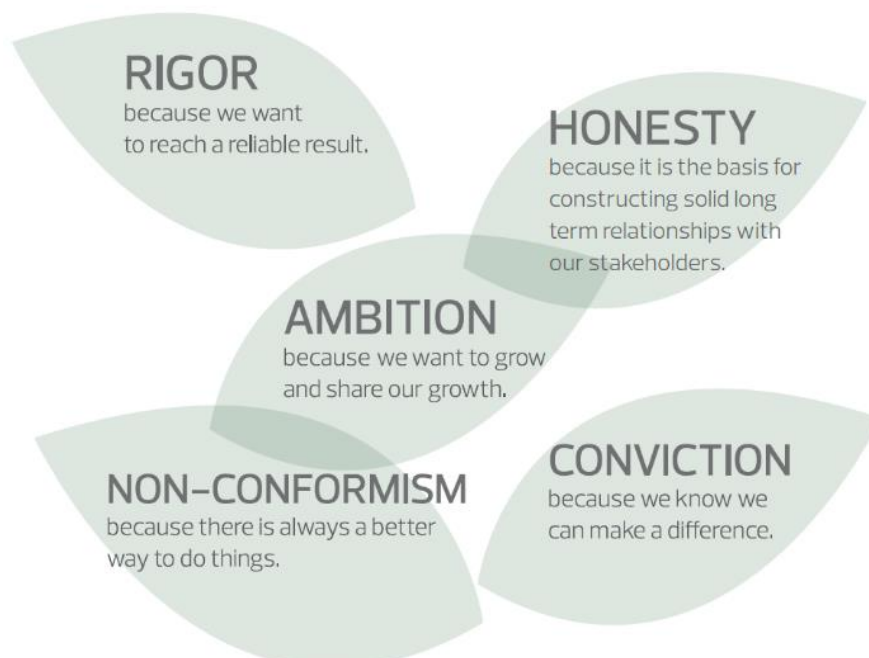 RIGOR
because we want
to reach a reliable result.
HONESTY
because it is the basis for
constructing solid long
term relationships with
our stakeholders.
AMBITION
because we want to grow
and share our growth.
NON-CONFORMISM
because there is always a better
way to do things.
CONVICTION
because we know we
can make a difference.